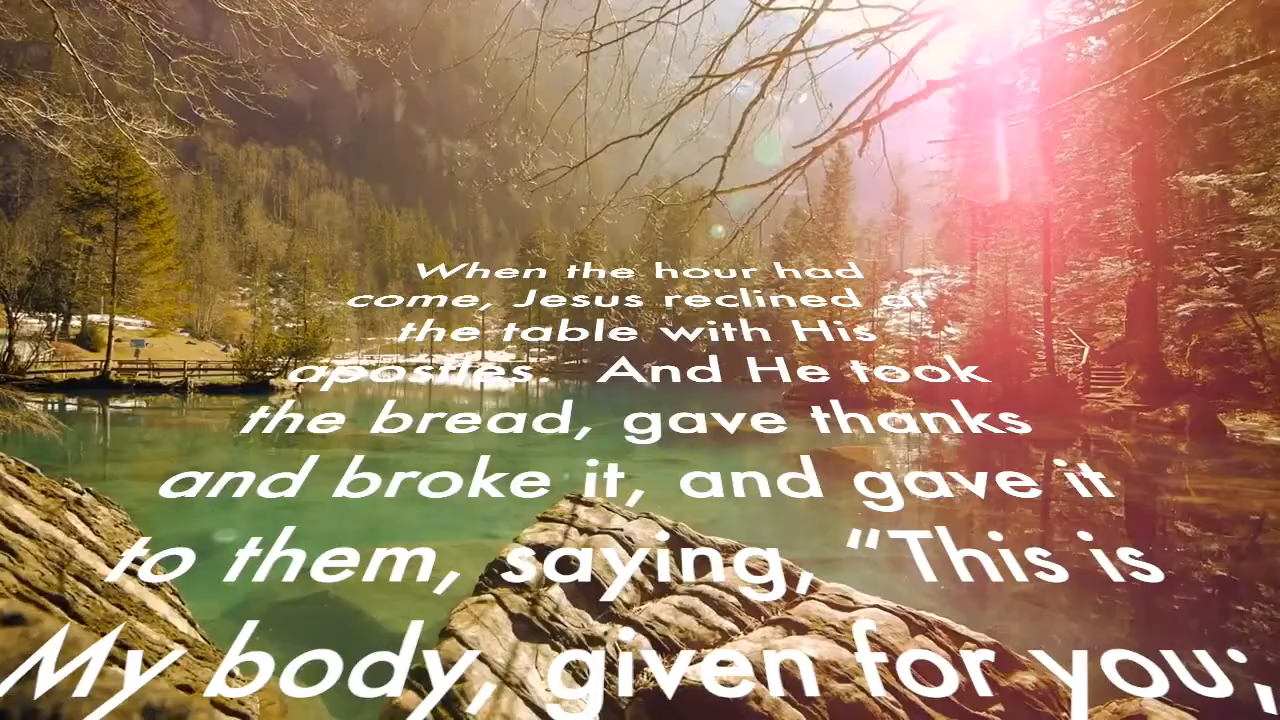 When the hour had
come, Jesus reclined at
the table with His
apostles.  And He took
the bread, gave thanks
and broke it, and gave it
to them, saying, “This is
My body, given for you;